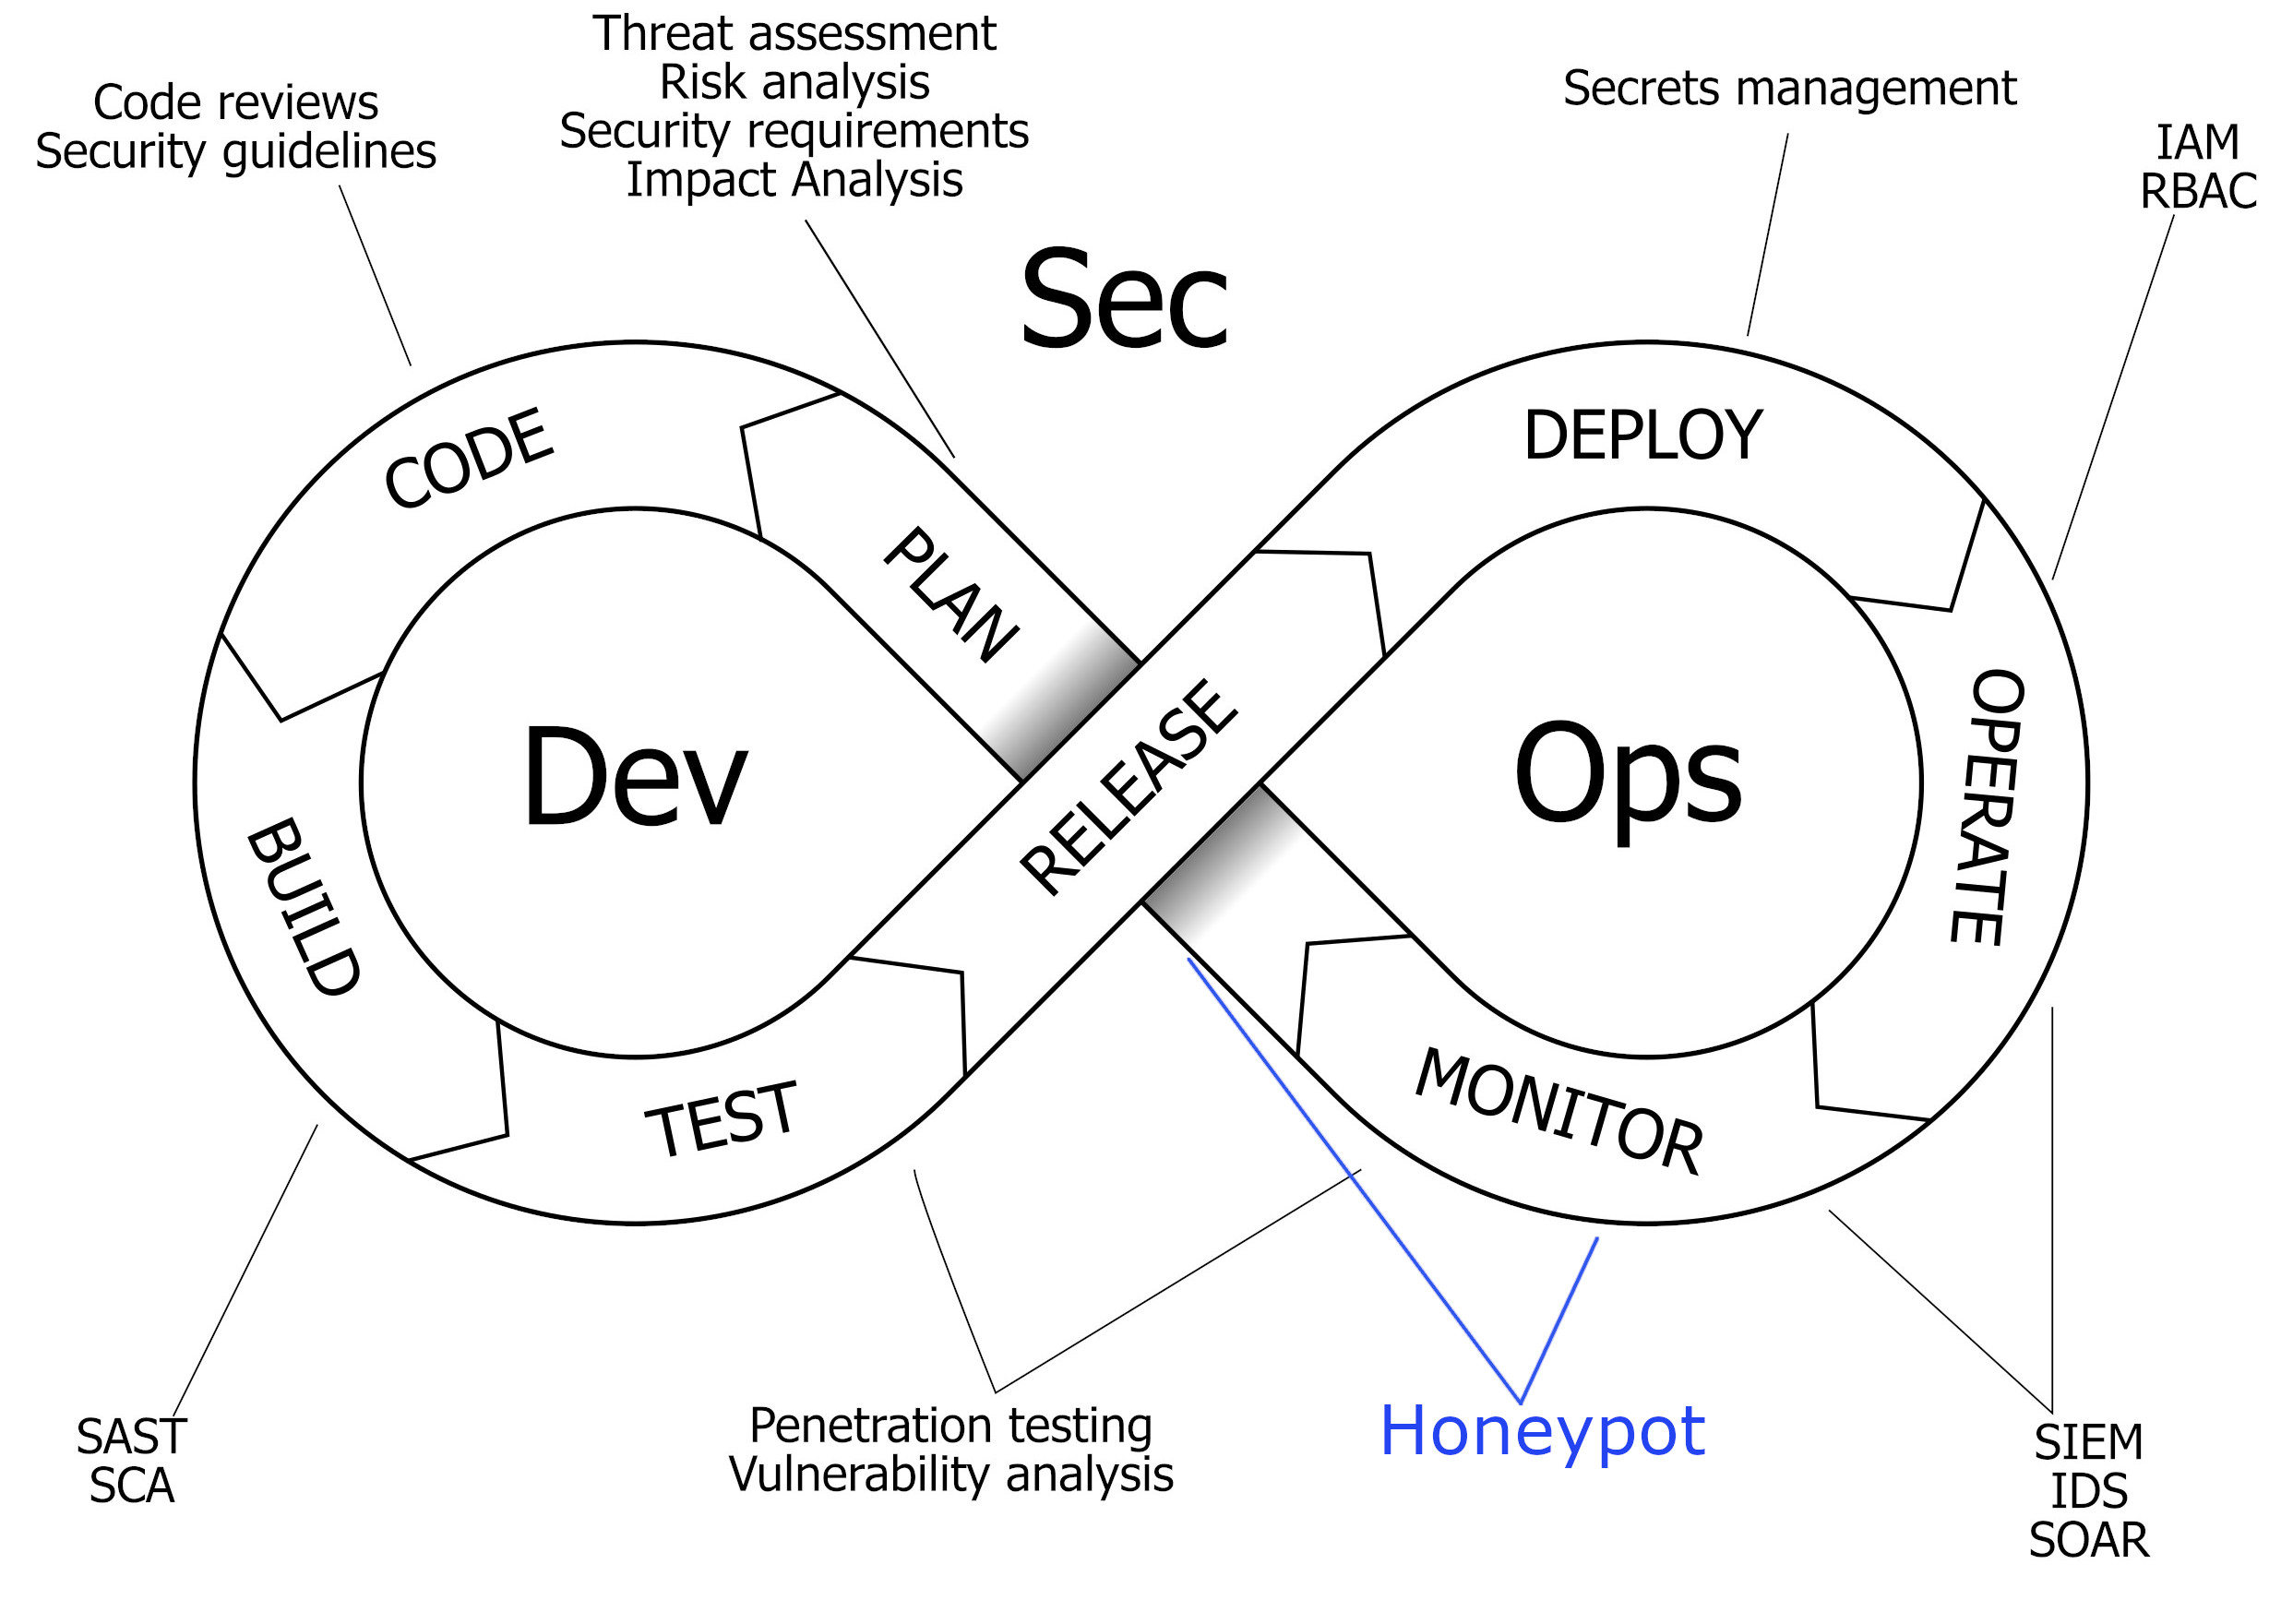 Threat assessment
Risk analysis
Security requirements
Impact Analysis
Code reviews
Security guidelines
Secrets management
IAM
RBAC
Sec
CODE
PLAN
DEPLOY
OPERATE
Dev
RELEASE
Ops
BUILD
TEST
MONITOR
SAST
SCA
Penetration testing
Vulnerability analysis
Honeypot
SIEM
IDS
SOAR